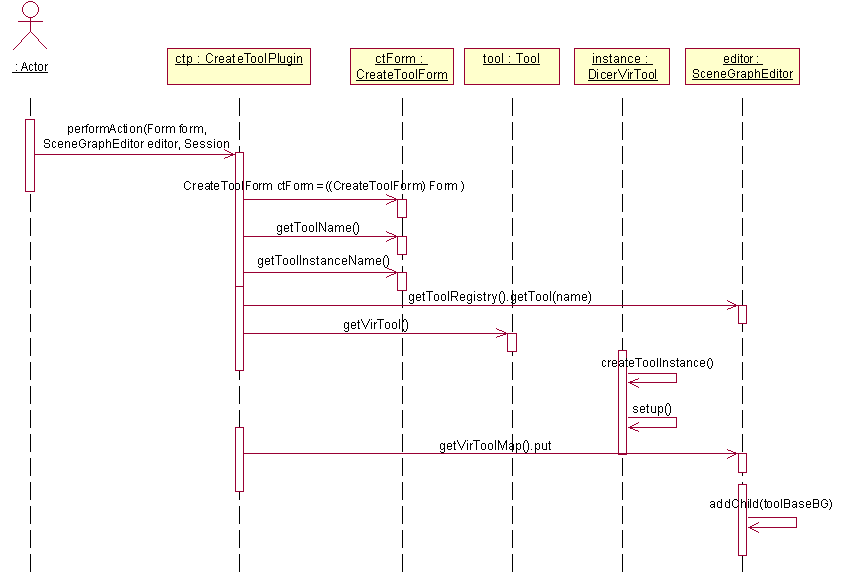 : Actor
ctp : CreateToolPlugin
ctForm :
CreateToolForm
tool : Tool
instance :
DicerVirTool
editor :
SceneGraphEditor
performAction(Form form,
SceneGraphEditor editor, Session
CreateToolForm ctForm = ((CreateToolForm) Form )
getToolName()
getToolInstanceName()
getToolRegistry().getTool(name)
getVirTool()
createToolInstance()
setup()
getVirToolMap().put
addChild(toolBaseBG)